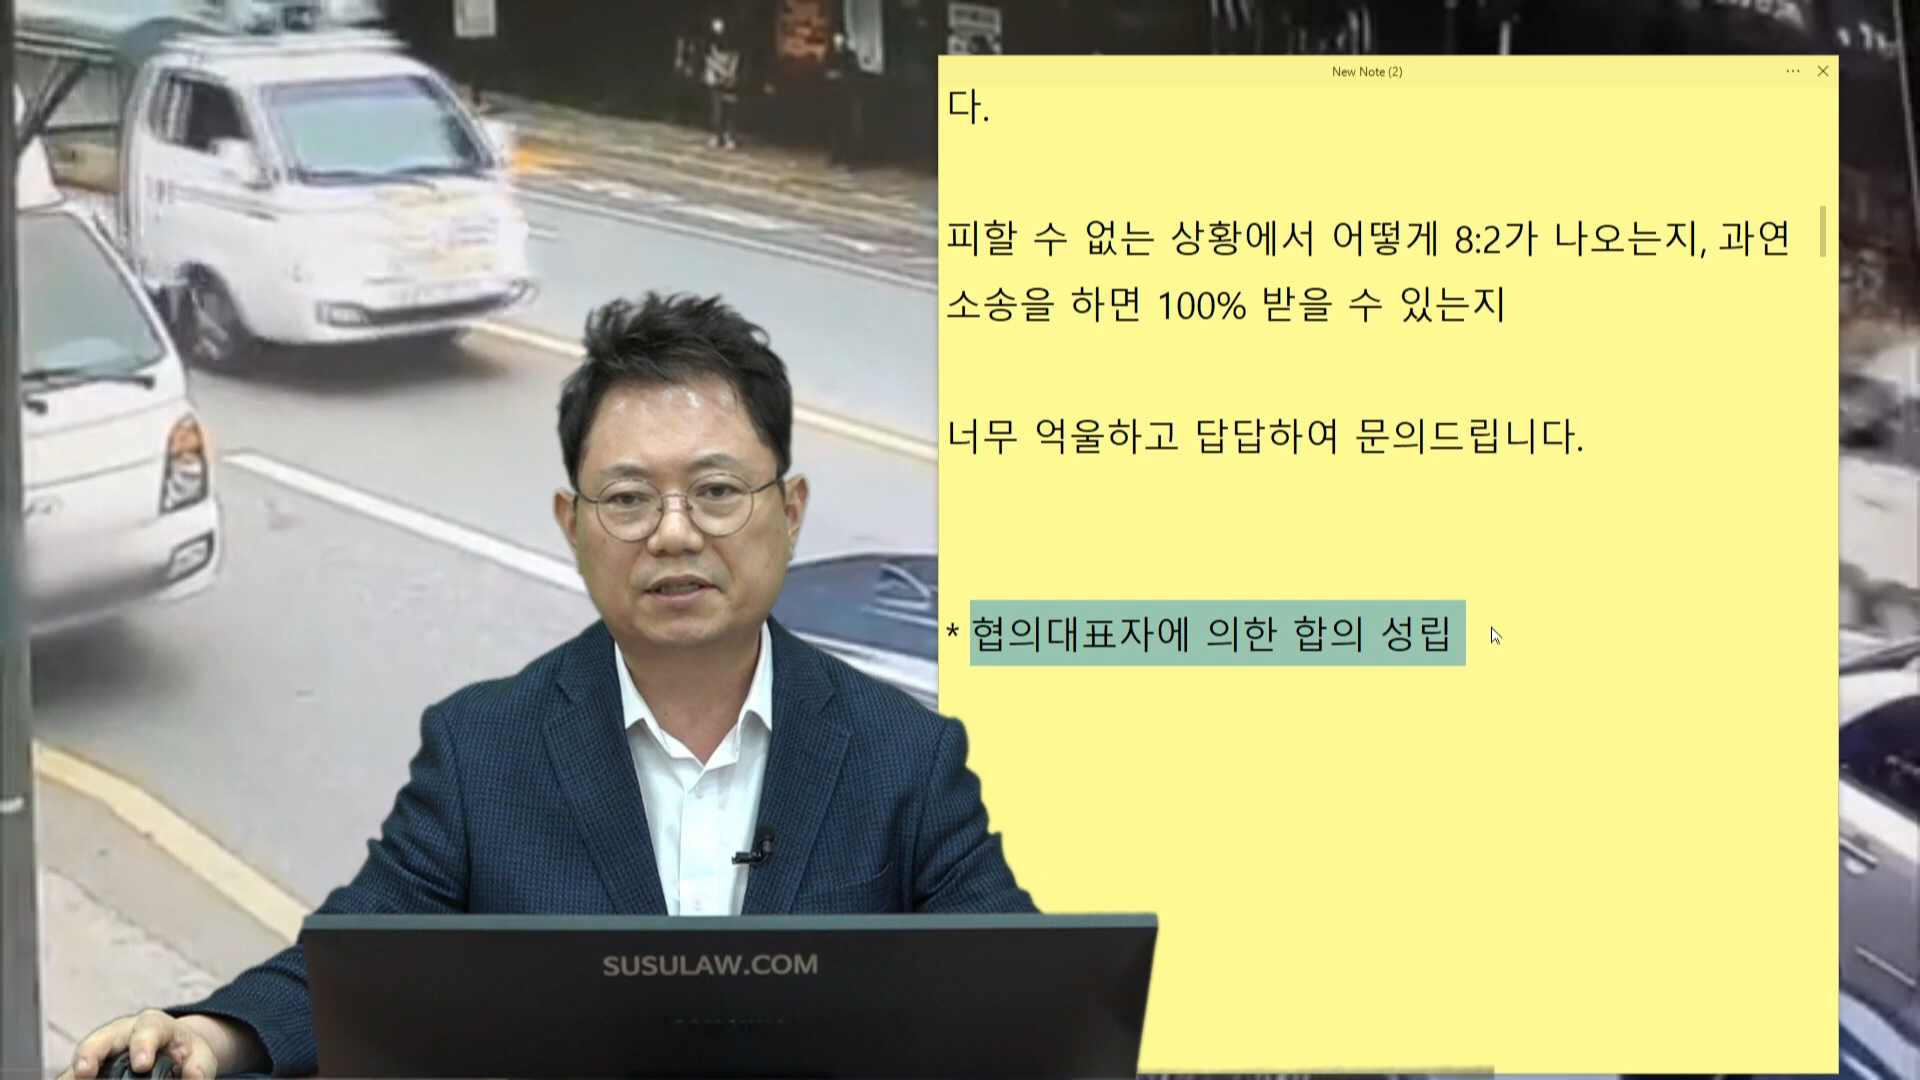 New Note (2)
다.
피할 수 없는 상황에서 어떻게 8:2가 나오는지, 과연
소송을 하면 100% 받을 수 있는지
너무 억울하고 답답하여 문의드립니다.
* 협의대표자에 의한 합의 성립
SUSULAW.COM